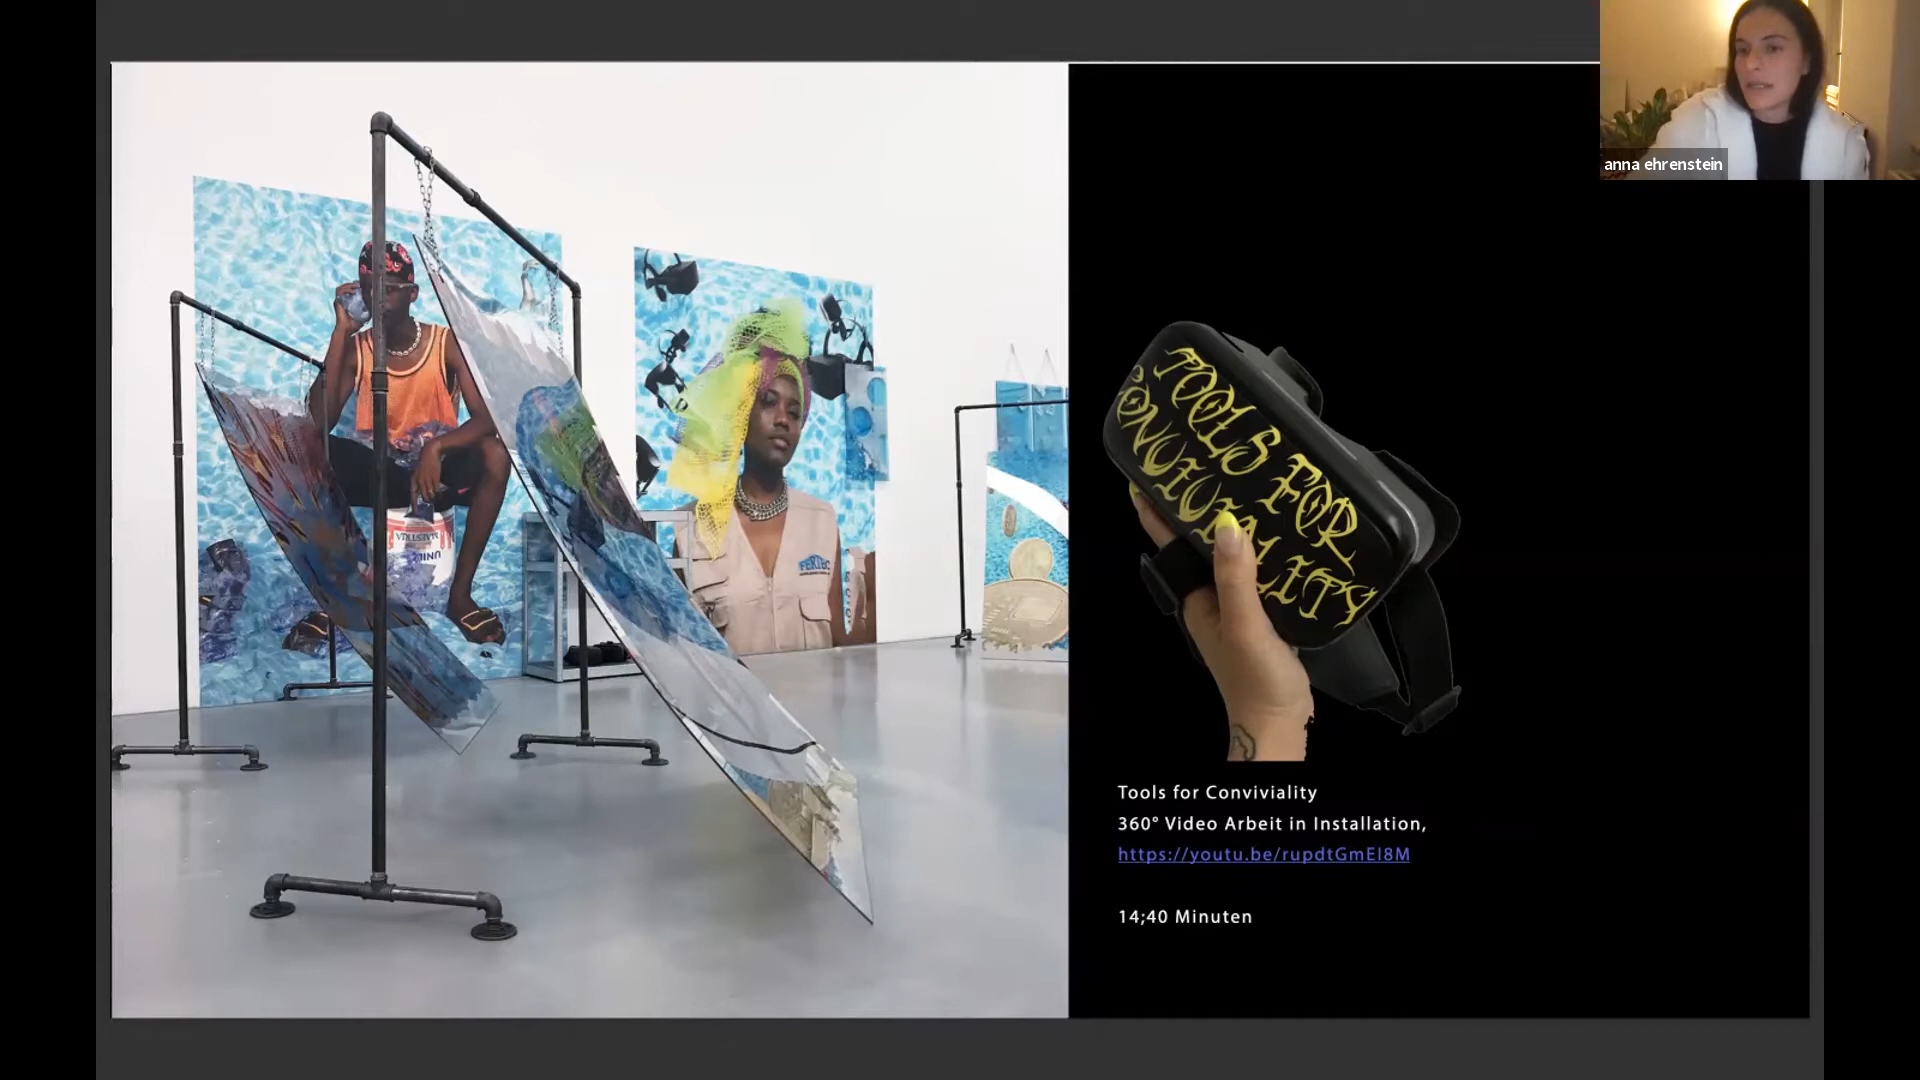 anna ehrenstein
FERTEC
TOOLS FOR
CONVIVIALITY
Tools for Conviviality
360° Video Arbeit in Installation,
https://youtu.be/rupdtGmEI8M
14;40 Minuten